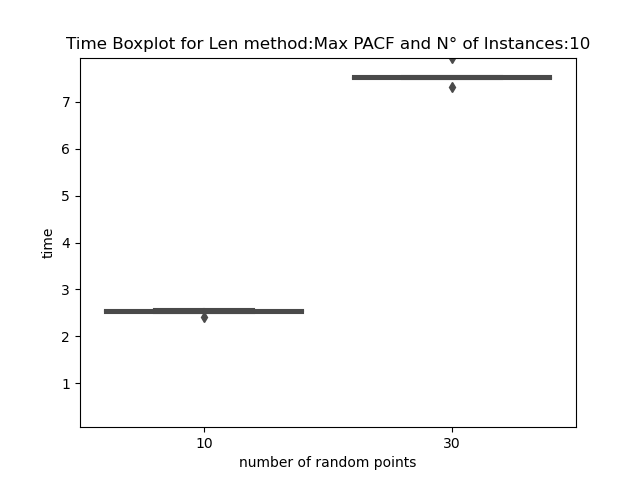 Time Boxplot for Len method:Max PACF and N° of Instances:10
7
6
5
4
3
2
1
time
10 30
number of random points